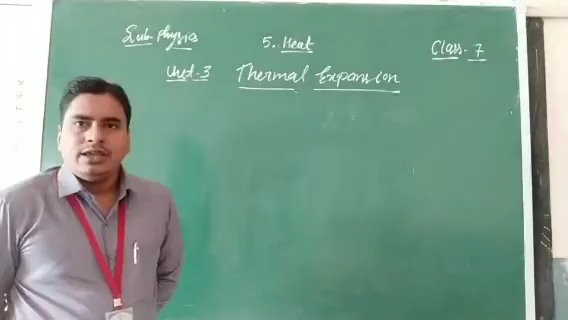 Sub- Physics 5. Heat Class- 7
Unit-3 Thermal Expansion